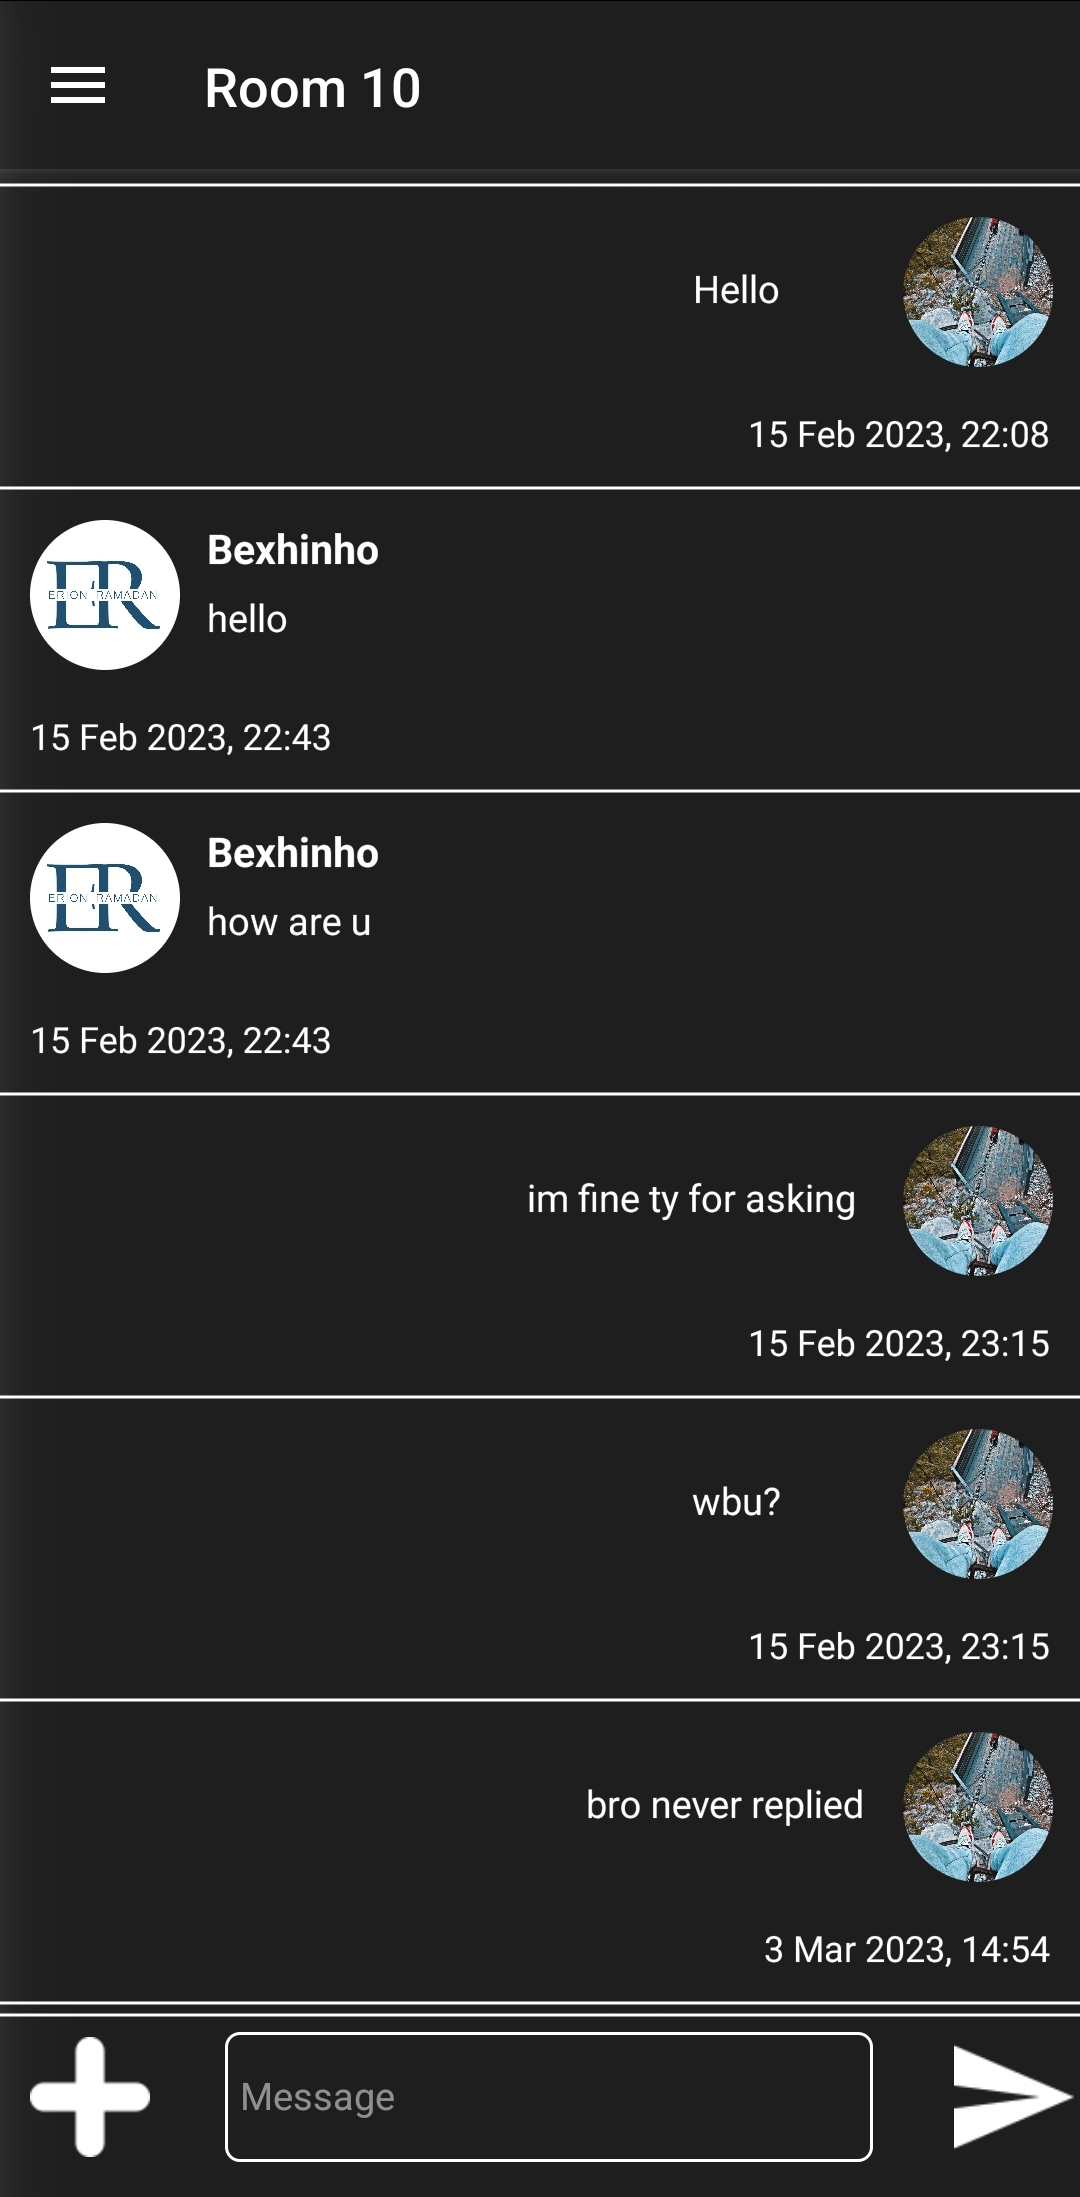 Room 10
Hello
15 Feb 2023, 22:08
Bexhinho
ERION RAMADAN
hello
15 Feb 2023, 22:43
Bexhinho
ERION RAMADAN
how are u
15 Feb 2023, 22:43
im fine ty for asking
15 Feb 2023, 23:15
wbu?
15 Feb 2023, 23:15
bro never replied
3 Mar 2023, 14:54
Message